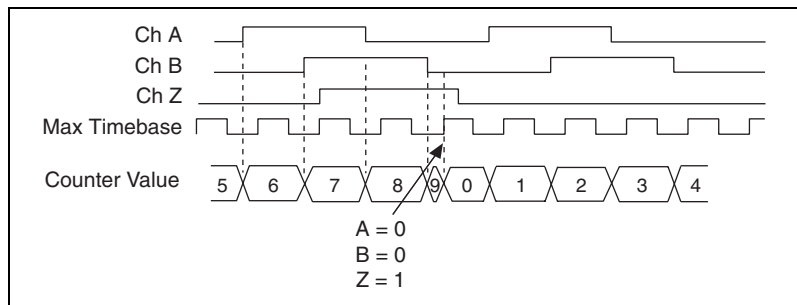 Ch A
Ch B
Ch Z
Max Timebase
Counter Value 5 6 7 8 9 0 1 2 3 4
A = 0
B = 0
Z = 1